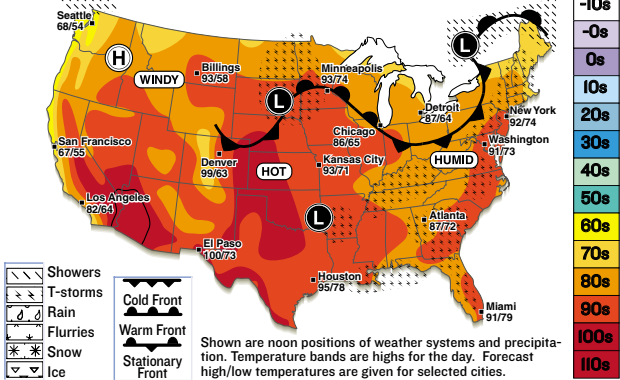 -10s
-0s
0s
10s
20s
30s
40s
50s
60s
70s
80s
90s
100s
110s
Seattle
68/54
H
WINDY
Billings
93/58
Minneapolis
93/74
L
L
Detroit
87/64
New York
92/74
Chicago
86/65
Washington
91/73
San Francisco
67/55
Denver
99/63
HOT
Kansas City
93/71
HUMID
Los Angeles
82/64
L
Atlanta
87/72
El Paso
100/73
Houston
95/78
Miami
91/79
Showers
T-storms
Rain
Flurries
Snow
Ice
Cold Front
Warm Front
Stationary
Front
Shown are noon positions of weather systems and precipita-
tion. Temperature bands are highs for the day. Forecast
high/low temperatures are given for selected cities.